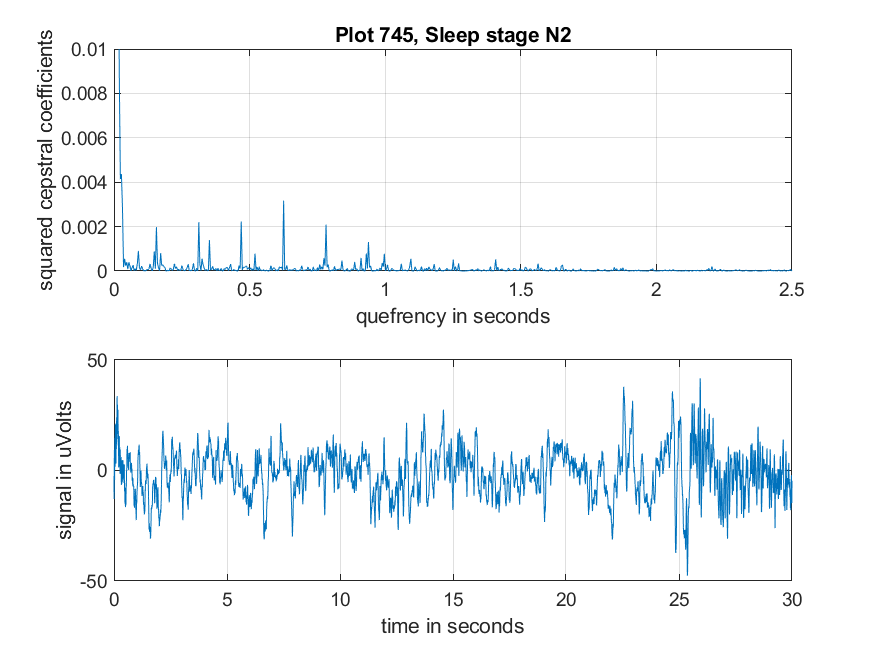 Plot 745, Sleep stage N2
squared cepstral coefficients
0.01
0.008
0.006
0.004
0.002
0
0 0.5 1 1.5 2 2.5
quefrency in seconds
signal in uVolts
50
0
-50
0 5 10 15 20 25 30
time in seconds